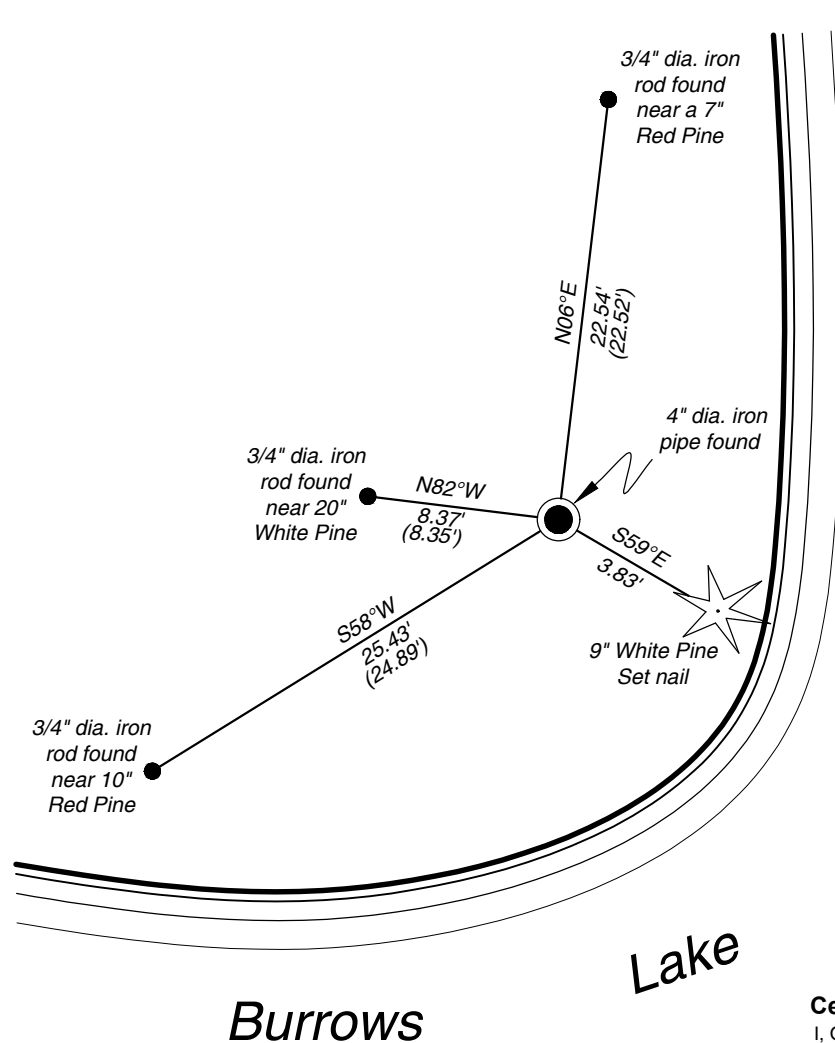 3/4" dia. iron
rod found
near a 7"
Red Pine
N06°E
22.54'
(22.52')
4" dia. iron
pipe found
3/4" dia. iron
rod found
near 20"
White Pine
N82°W
8.37'
(8.35')
S59°E
3.83'
S58°W
25.43'
(24.89')
9" White Pine
Set nail
3/4" dia. iron
rod found
near 10"
Red Pine
Lake
Burrows